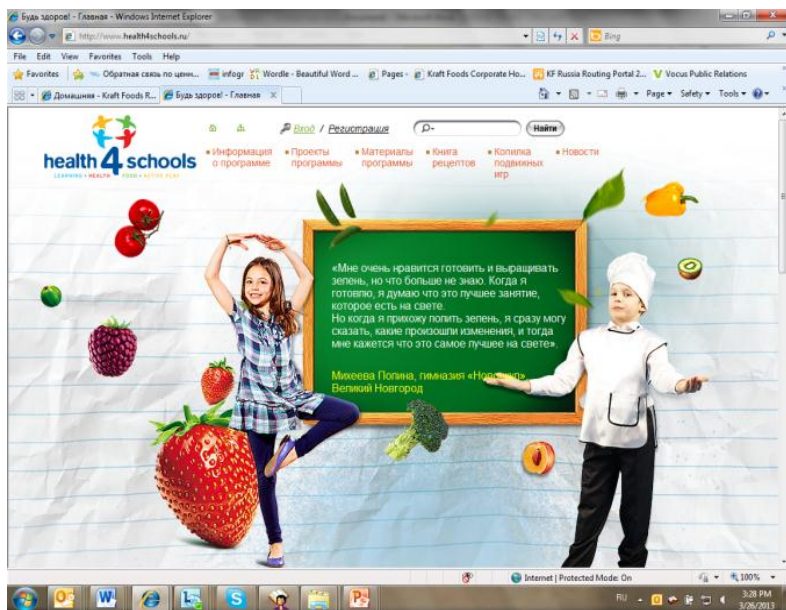 Будь здоров! - Главная - Windows Internet Explorer
http://www.health4schools.ru/
Bing
File Edit View Favorites Tools Help
Favorites Обратная связь по ценн... infogr Wordle - Beautiful Word ... Pages - Kraft Foods Corporate Ho... KF Russia Routing Portal 2... Vocus Public Relations
Домашняя - Kraft Foods R... Будь здоров! - Главная Page Safety Tools
Вход / Регистрация Найти
health 4 schools
LEARNING • HEALTH FOOD • ACTIVE PLAY
Информация Проекты Материалы Книга Копилка Новости
о программе программы программы рецептов подвижных
игр
«Мне очень нравится готовить и выращивать
зелень, но что больше не знаю. Когда я
готовлю, я думаю что это лучшее занятие,
которое есть на свете.
Но когда я прихожу полить зелень, я сразу могу
сказать, какие произошли изменения, и тогда
мне кажется что это самое лучшее на свете».
Михеева Полина, гимназия
Великий Новгород
Internet | Protected Mode: On 100%
RU 3:28 PM
3/26/2013